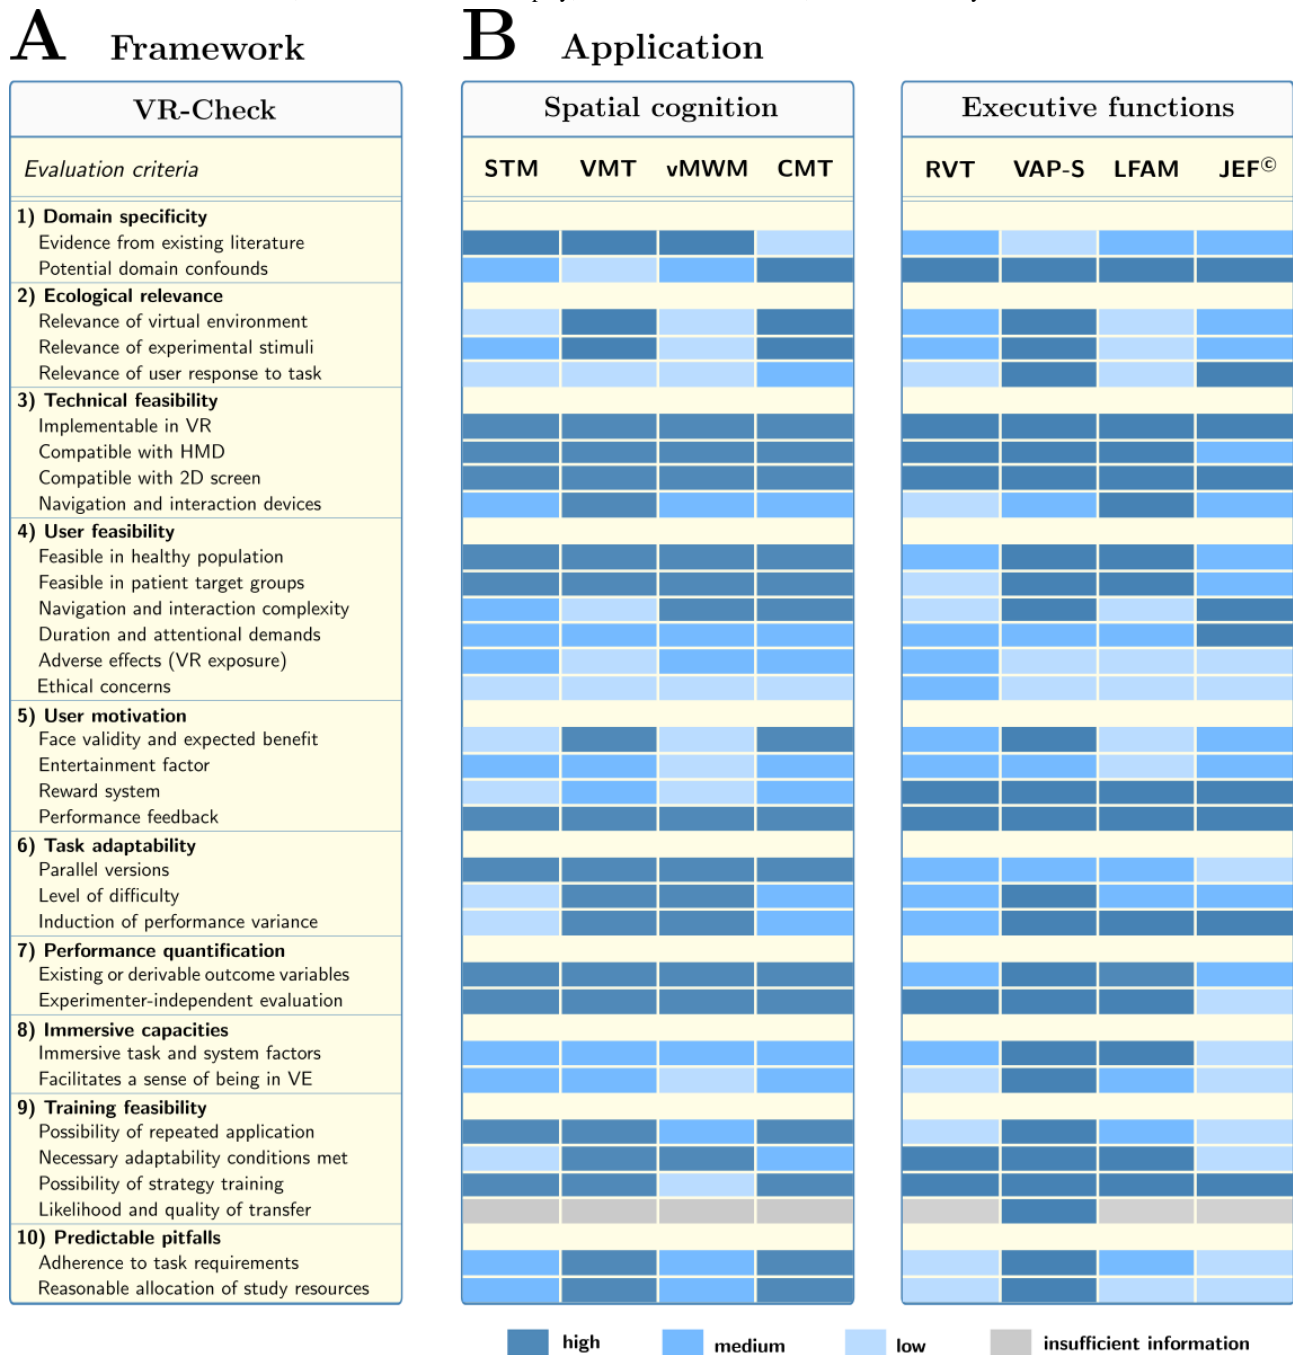 A Framework
VR-Check
Evaluation criteria
1) Domain specificity
Evidence from existing literature
Potential domain confounds
2) Ecological relevance
Relevance of virtual environment
Relevance of experimental stimuli
Relevance of user response to task
3) Technical feasibility
Implementable in VR
Compatible with HMD
Compatible with 2D screen
Navigation and interaction devices
4) User feasibility
Feasible in healthy population
Feasible in patient target groups
Navigation and interaction complexity
Duration and attentional demands
Adverse effects (VR exposure)
Ethical concerns
5) User motivation
Face validity and expected benefit
Entertainment factor
Reward system
Performance feedback
6) Task adaptability
Parallel versions
Level of difficulty
Induction of performance variance
7) Performance quantification
Existing or derivable outcome variables
Experimenter-independent evaluation
8) Immersive capacities
Immersive task and system factors
Facilitates a sense of being in VE
9) Training feasibility
Possibility of repeated application
Necessary adaptability conditions met
Possibility of strategy training
Likelihood and quality of transfer
10) Predictable pitfalls
Adherence to task requirements
Reasonable allocation of study resources
B Application
Spatial cognition
STM VMT vMWM CMT
Executive functions
RVT VAP-S LFAM JEF©
high medium low insufficient information